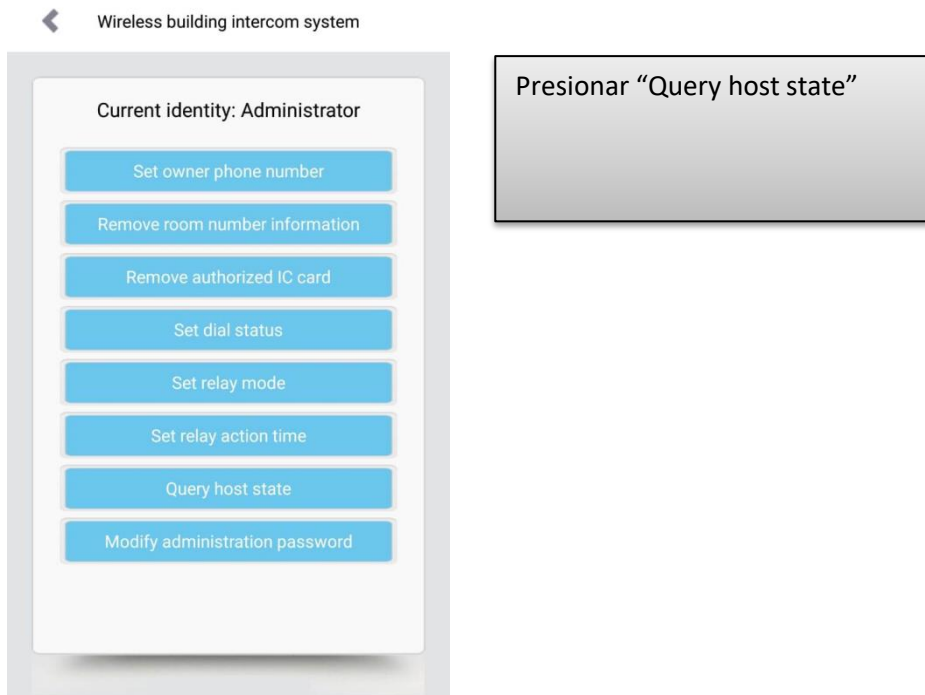 Wireless building intercom system
Current identity: Administrator
Set owner phone number
Remove room number information
Remove authorized IC card
Set dial status
Set relay mode
Set relay action time
Query host state
Modify administration password
Presionar “Query host state”